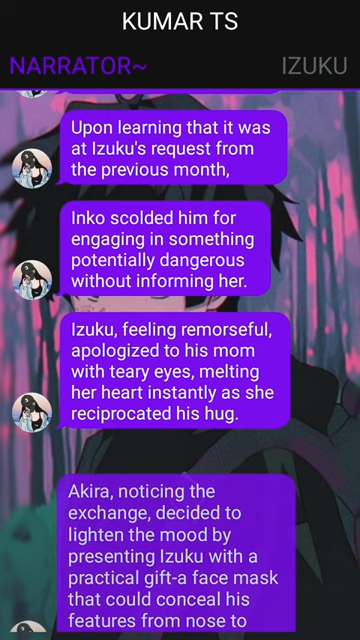 KUMAR TS
NARRATOR~
IZUKU
Upon learning that it was
at Izuku's request from
the previous month,
Inko scolded him for
engaging in something
potentially dangerous
without informing her.
Izuku, feeling remorseful,
apologized to his mom
with teary eyes, melting
her heart instantly as she
reciprocated his hug.
Akira, noticing the
exchange, decided to
lighten the mood by
presenting Izuku with a
practical gift-a face mask
that could conceal his
features from nose to